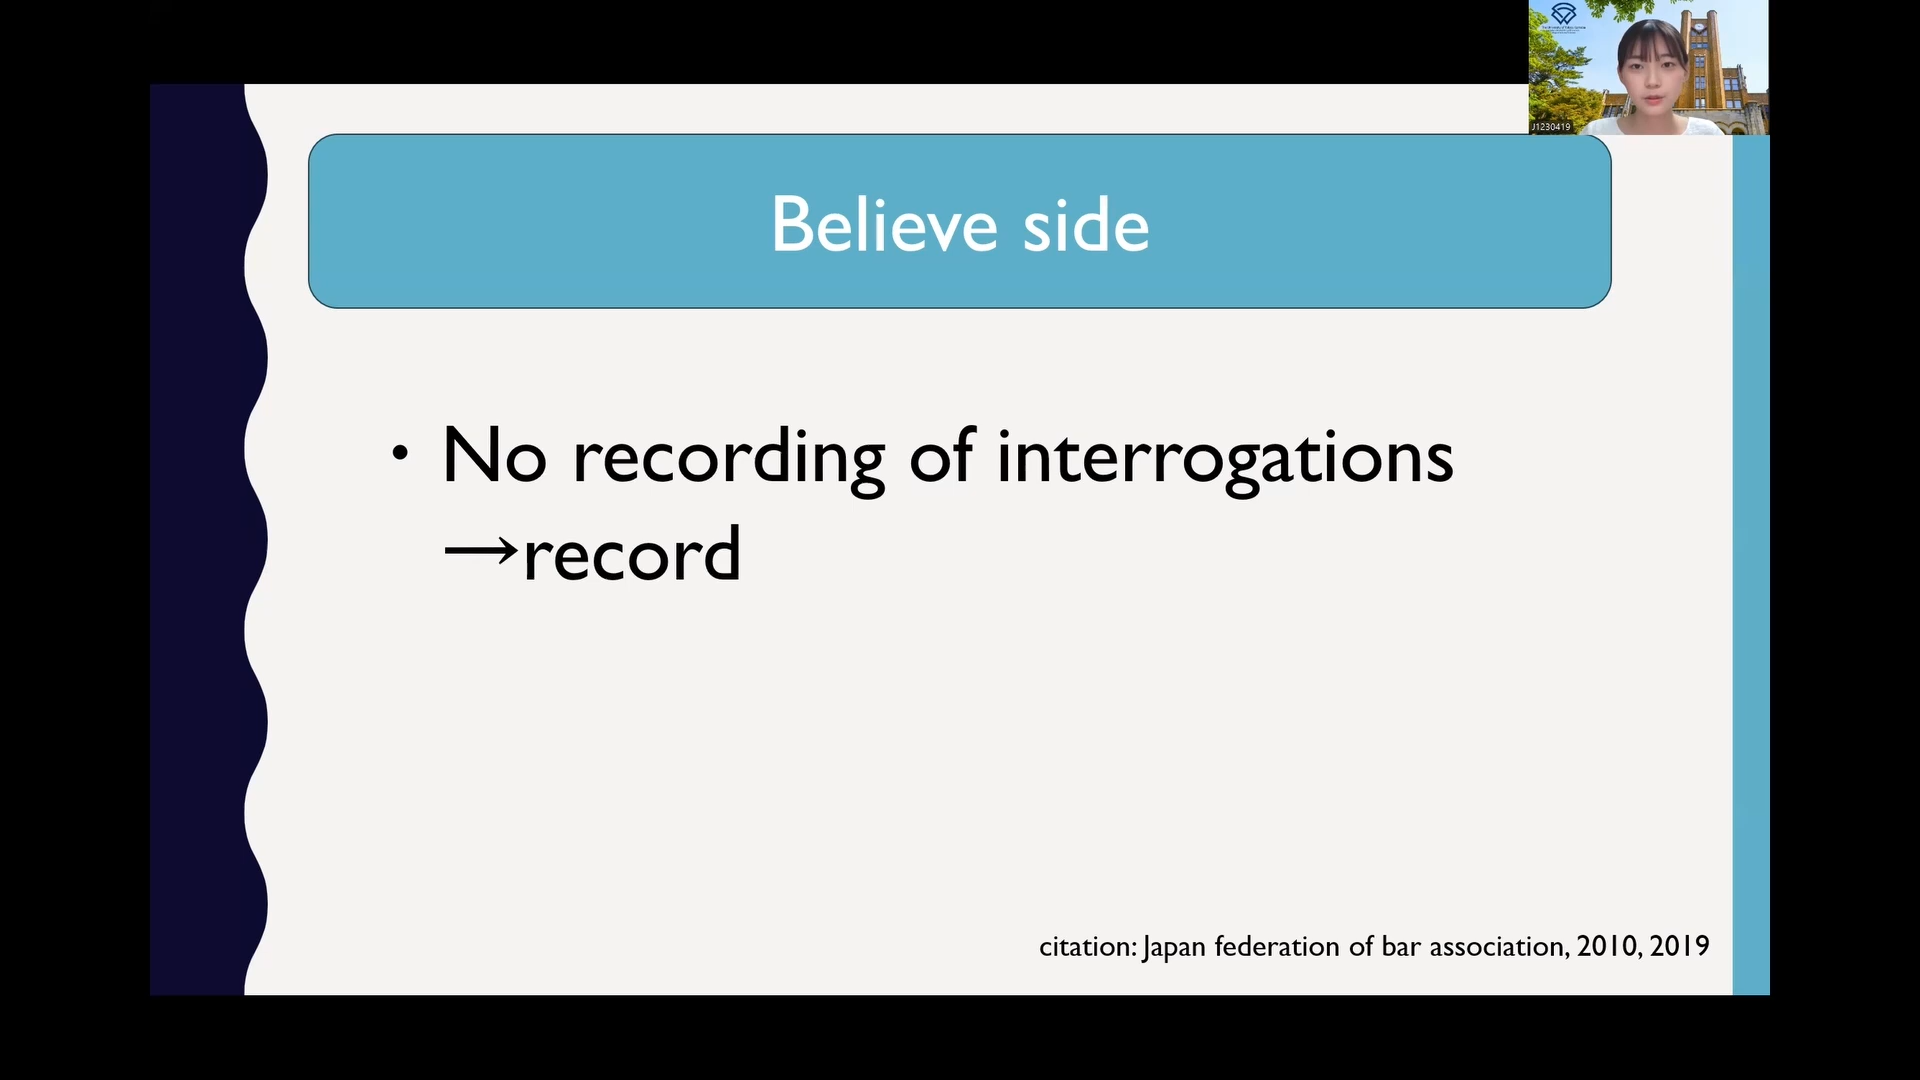 J1230419
Believe side
• No recording of interrogations
→record
citation: Japan federation of bar association, 2010, 2019